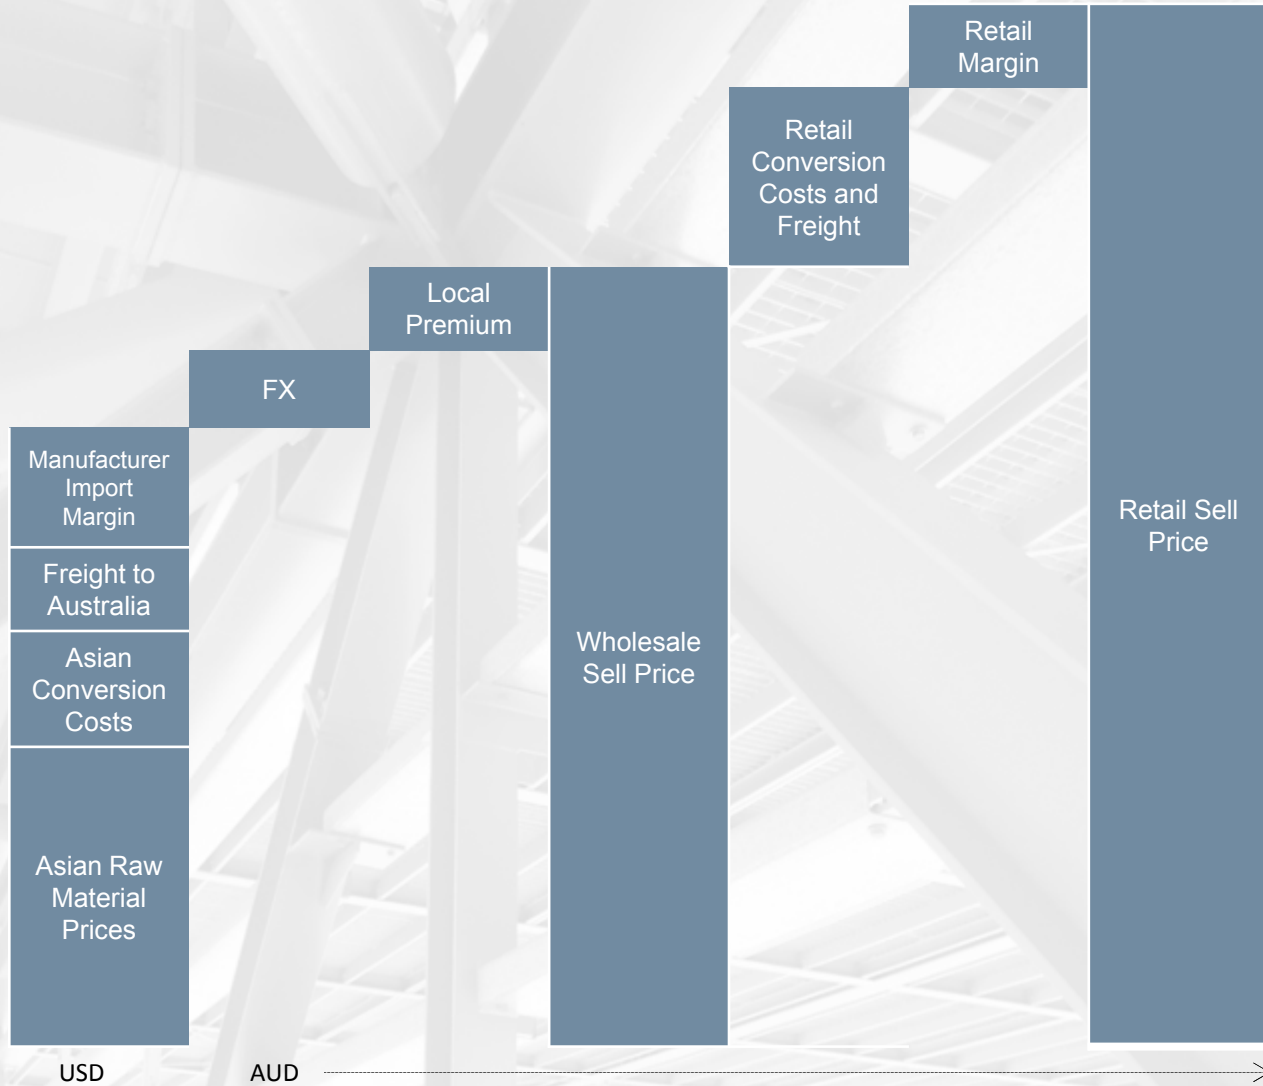 Retail
Margin
Retail
Conversion
Costs and
Freight
Local
Premium
FX
Manufacturer
Import
Margin
Freight to
Australia
Asian
Conversion
Costs
Asian Raw
Material
Prices
Wholesale
Sell Price
Retail Sell
Price
USD
AUD